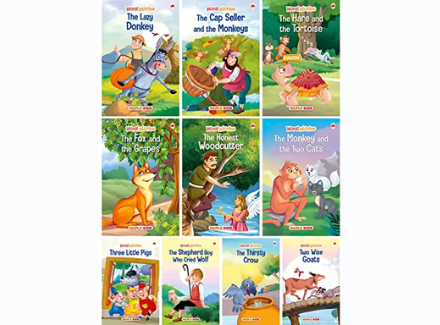 The Lazy
Donkey
The Cap Seller
and the Monkeys
The Hare and
the Tortoise
The Fox and
the Grapes
The Honest
Woodcutter
The Monkey and
the Two Cats
Three Little Pigs
The Shepherd Boy
Who Cried Wolf
The Thirsty
Crow
Two Wise
Goats